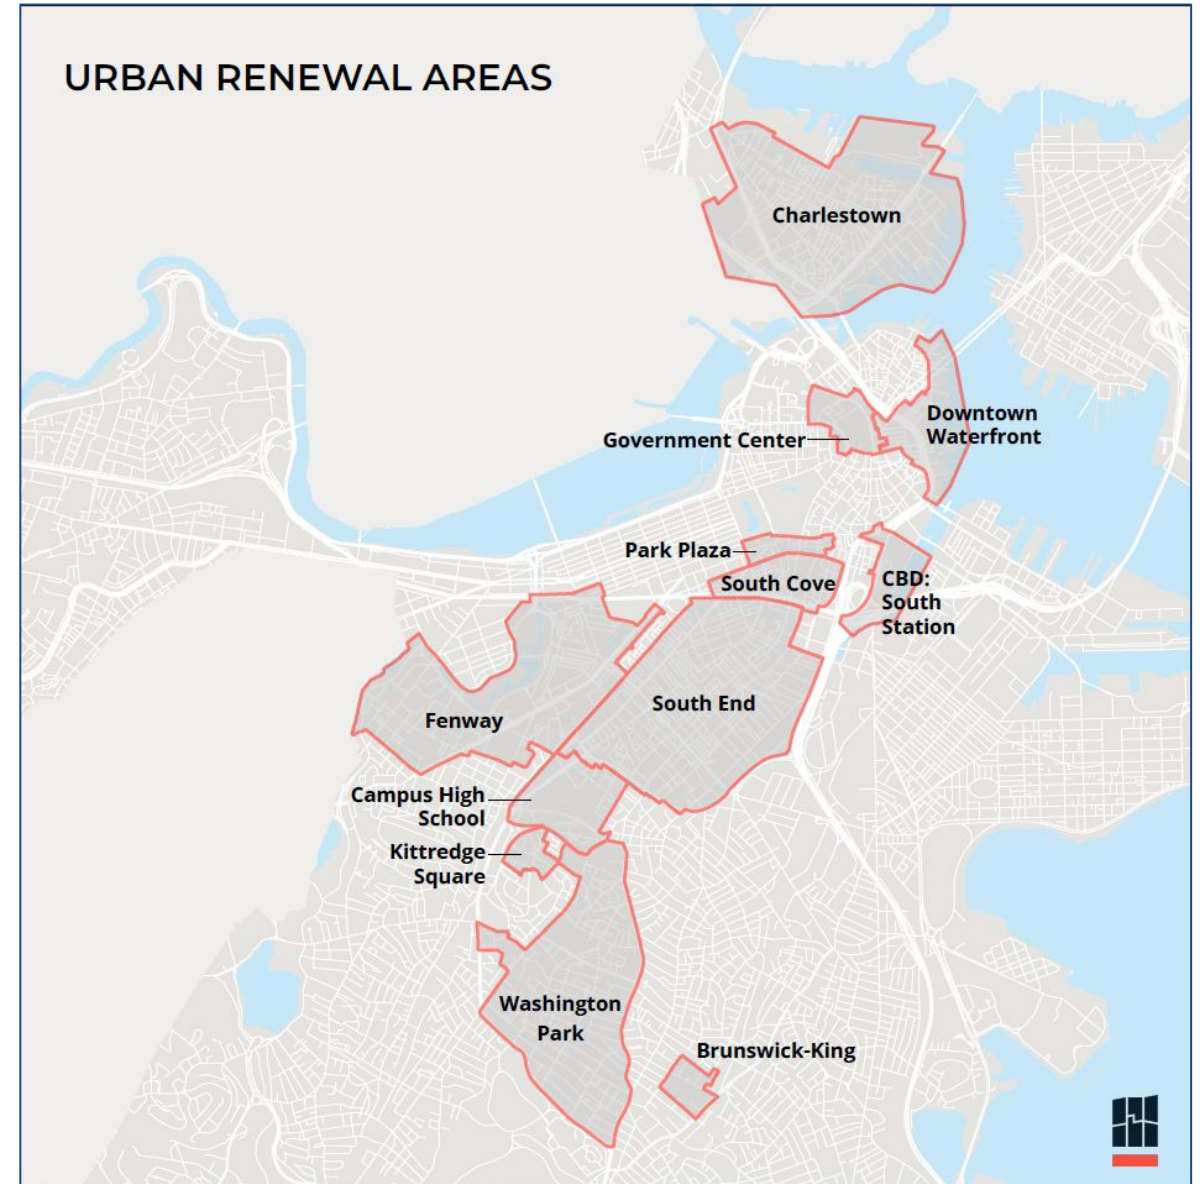 URBAN RENEWAL AREAS
Charlestown
Downtown
Waterfront
Government Center
Park Plaza
South Cove
CBD:
South
Station
South End
Fenway
Campus High
School
Kittredge
Square
Washington
Park
Brunswick-King